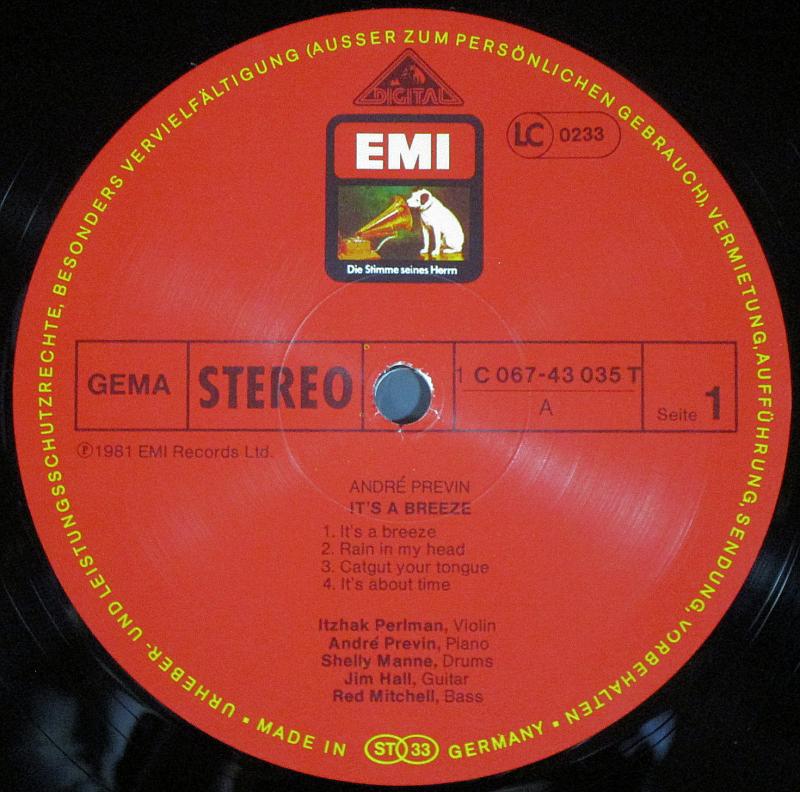 URHEBER- UND LEISTUNGSSCHUTZRECHTE, BESONDERS VERVIELFÄLTIGUNG (AUSSER ZUM PERSÖNLICHEN GEBRAUCH), VERMIETUNG, AUFFÜHRUNG, SENDUNG, VORBEHALTEN
DIGITAL
EMI
LC 0233
Die Stimme seines Herrn
GEMA STEREO 1 C 067-43 035 T
A
Seite 1
℗1981 EMI Records Ltd.
ANDRÉ PREVIN
IT'S A BREEZE
1. It's a breeze
2. Rain in my head
3. Catgut your tongue
4. It's about time
Itzhak Perlman, Violin
André Previn, Piano
Shelly Manne, Drums
Jim Hall, Guitar
Red Mitchell, Bass
▪ MADE IN ST 33 GERMANY ▪